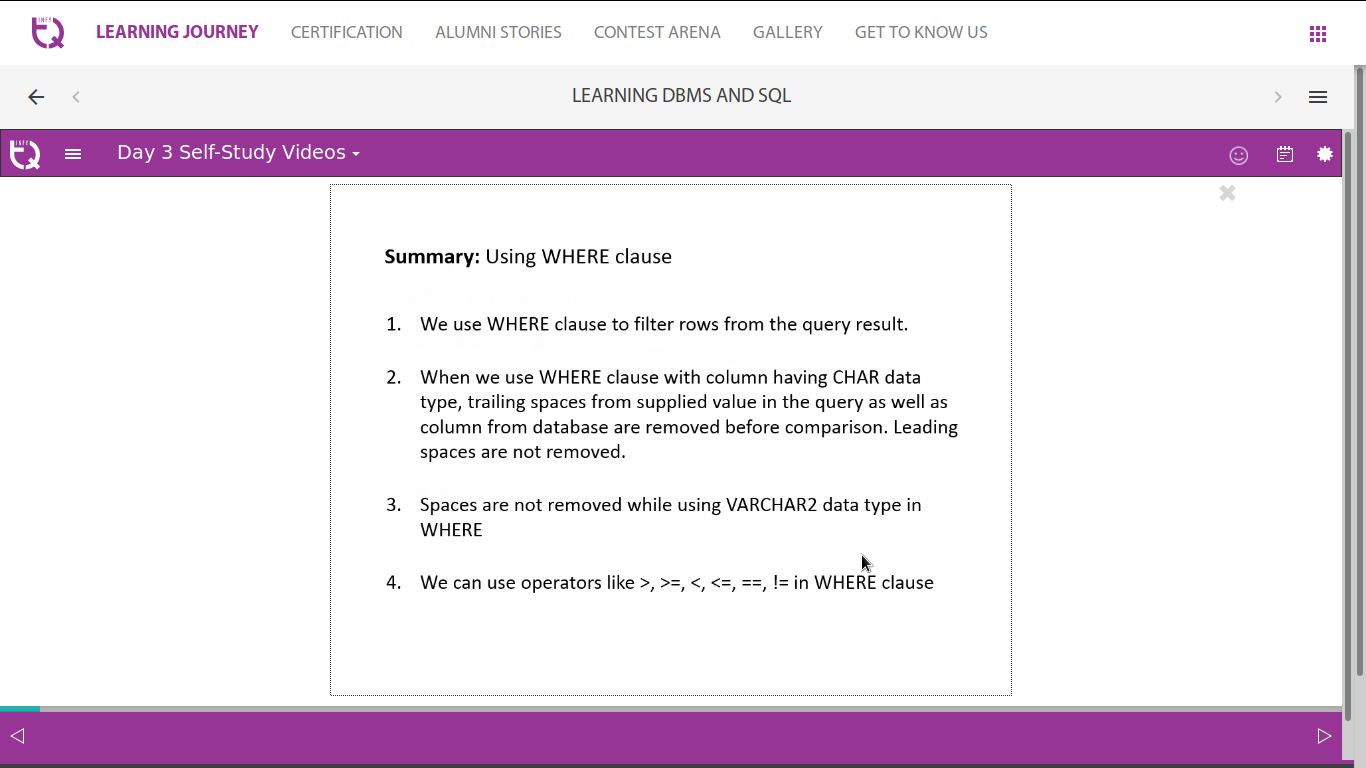 INFY
TQ
LEARNING JOURNEY CERTIFICATION ALUMNI STORIES CONTEST ARENA GALLERY GET TO KNOW US
LEARNING DBMS AND SQL
INFY
TQ
Day 3 Self-Study Videos
Summary: Using WHERE clause
1. We use WHERE clause to filter rows from the query result.
2. When we use WHERE clause with column having CHAR data
type, trailing spaces from supplied value in the query as well as
column from database are removed before comparison. Leading
spaces are not removed.
3. Spaces are not removed while using VARCHAR2 data type in
WHERE
4. We can use operators like >, >=, <, <=, ==, != in WHERE clause